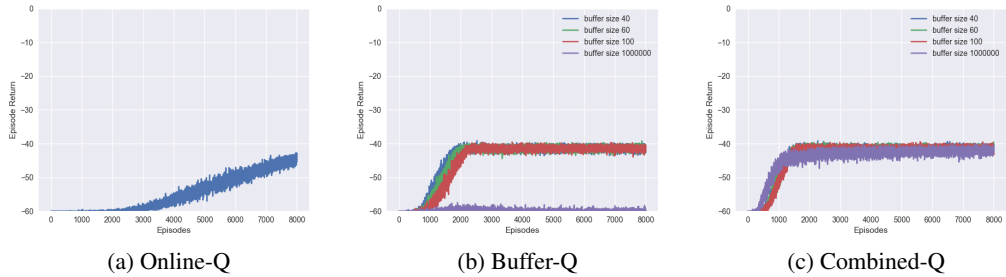 0
−10
−20
−30
−40
−50
−60
Episode Return
0 1000 2000 3000 4000 5000 6000 7000 8000
Episodes
(a) Online-Q
0
−10
−20
−30
−40
−50
−60
Episode Return
buffer size 40
buffer size 60
buffer size 100
buffer size 1000000
0 1000 2000 3000 4000 5000 6000 7000 8000
Episodes
(b) Buffer-Q
0
−10
−20
−30
−40
−50
−60
Episode Return
buffer size 40
buffer size 60
buffer size 100
buffer size 1000000
0 1000 2000 3000 4000 5000 6000 7000 8000
Episodes
(c) Combined-Q